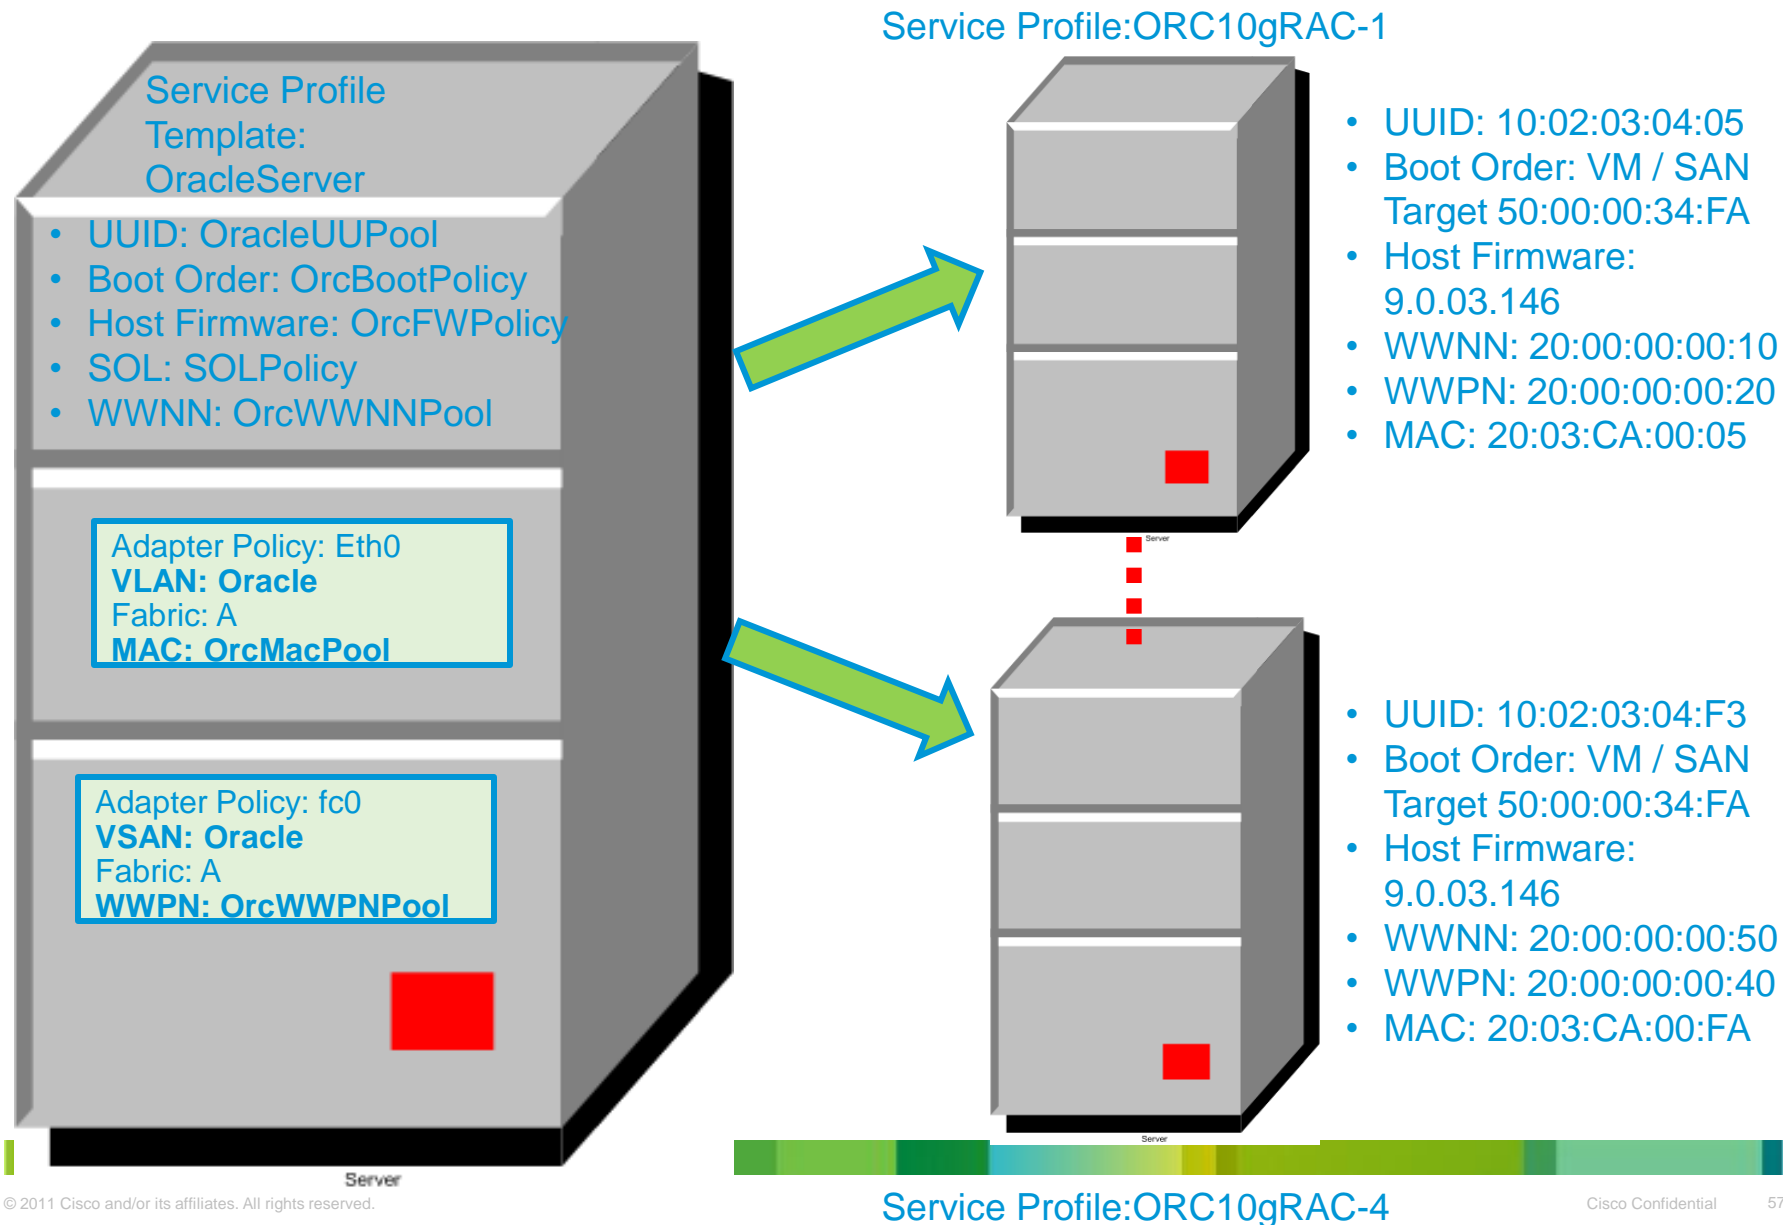 Service Profile:ORC10gRAC-1
Service Profile
Template:
OracleServer
• UUID: OracleUUPool
• Boot Order: OrcBootPolicy
• Host Firmware: OrcFWPolicy
• SOL: SOLPolicy
• WWNN: OrcWWNNPool
Adapter Policy: Eth0
VLAN: Oracle
Fabric: A
MAC: OrcMacPool
Adapter Policy: fc0
VSAN: Oracle
Fabric: A
WWPN: OrcWWPNPool
Server
• UUID: 10:02:03:04:05
• Boot Order: VM / SAN
Target 50:00:00:34:FA
• Host Firmware:
9.0.03.146
• WWNN: 20:00:00:00:10
• WWPN: 20:00:00:00:20
• MAC: 20:03:CA:00:05
Server
• UUID: 10:02:03:04:F3
• Boot Order: VM / SAN
Target 50:00:00:34:FA
• Host Firmware:
9.0.03.146
• WWNN: 20:00:00:00:50
• WWPN: 20:00:00:00:40
• MAC: 20:03:CA:00:FA
Server
Service Profile:ORC10gRAC-4
© 2011 Cisco and/or its affiliates. All rights reserved.
Cisco Confidential
57